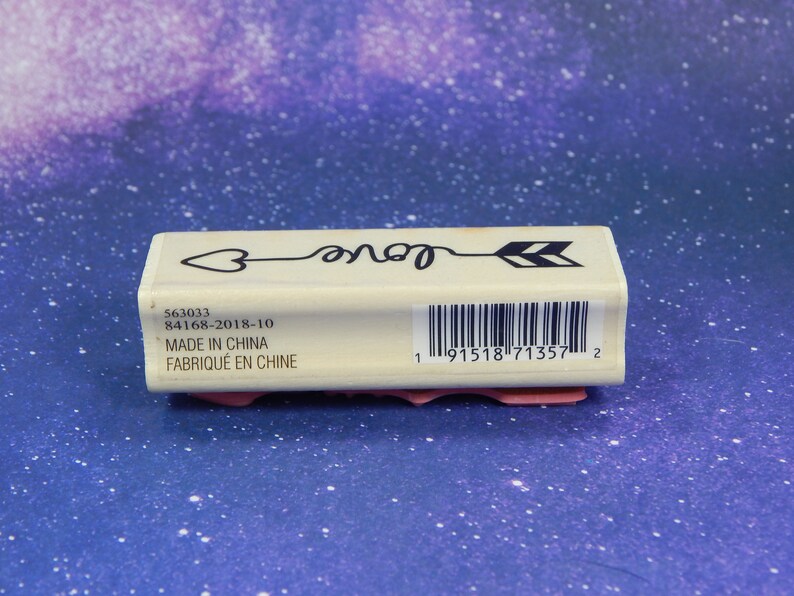 love
563033
84168-2018-10
MADE IN CHINA
FABRIQUÉ EN CHINE
1 91518 71357 2